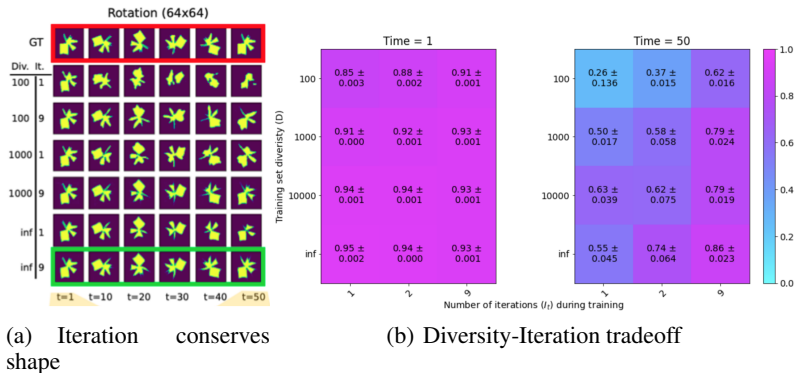 Rotation (64x64)
GT
Div. It.
100 1
100 9
1000 1
1000 9
inf 1
inf 9
t=1 t=10 t=20 t=30 t=40 t=50
(a) Iteration conserves
shape
Time = 1
Training set diveristy (D)
100
0.85 ± 0.88 ± 0.91 ±
0.003 0.002 0.001
1000
0.91 ± 0.92 ± 0.93 ±
0.000 0.001 0.001
10000
0.94 ± 0.94 ± 0.93 ±
0.001 0.001 0.001
inf
0.95 ± 0.94 ± 0.93 ±
0.002 0.000 0.001
1 2 9
Time = 50
0.26 ± 0.37 ± 0.62 ±
0.136 0.015 0.016
100
0.50 ± 0.58 ± 0.79 ±
0.017 0.058 0.024
1000
0.63 ± 0.62 ± 0.79 ±
0.039 0.075 0.019
10000
0.55 ± 0.74 ± 0.86 ±
0.045 0.064 0.023
inf
1 2 9
1.0
0.8
0.6
0.4
0.2
0.0
Number of iterations (It) during training
(b) Diversity-Iteration tradeoff